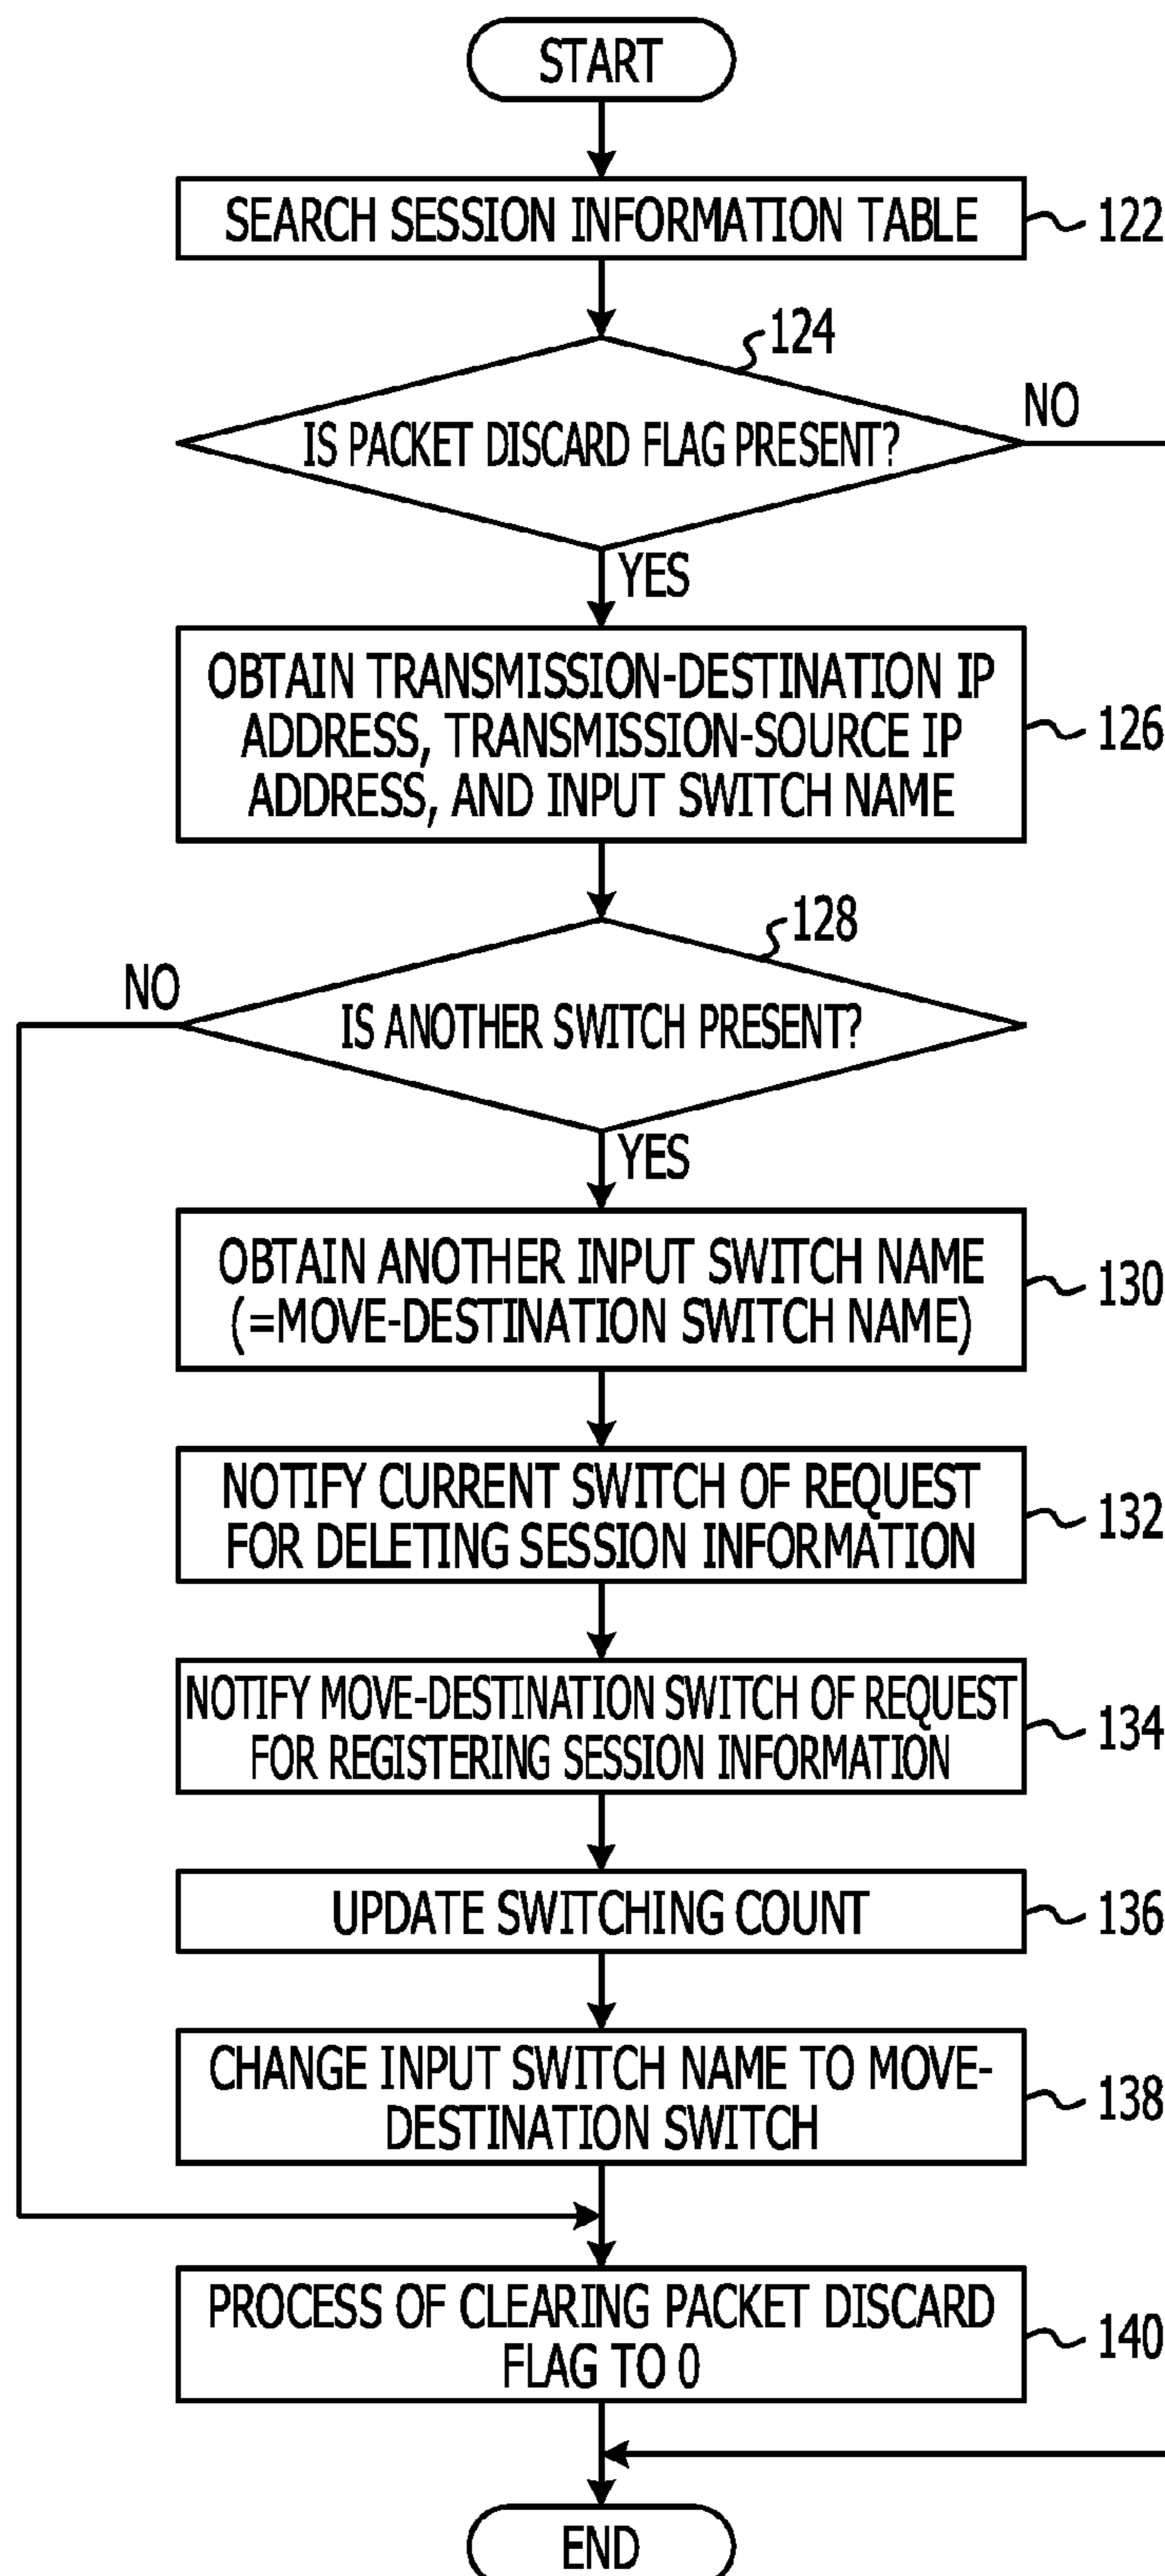 START
SEARCH SESSION INFORMATION TABLE
122
124
IS PACKET DISCARD FLAG PRESENT?
NO
YES
OBTAIN TRANSMISSION-DESTINATION IP
ADDRESS, TRANSMISSION-SOURCE IP
ADDRESS, AND INPUT SWITCH NAME
126
128
NO
IS ANOTHER SWITCH PRESENT?
YES
OBTAIN ANOTHER INPUT SWITCH NAME
(=MOVE-DESTINATION SWITCH NAME)
130
NOTIFY CURRENT SWITCH OF REQUEST
FOR DELETING SESSION INFORMATION
132
NOTIFY MOVE-DESTINATION SWITCH OF REQUEST
FOR REGISTERING SESSION INFORMATION
134
UPDATE SWITCHING COUNT
136
CHANGE INPUT SWITCH NAME TO MOVE-
DESTINATION SWITCH
138
PROCESS OF CLEARING PACKET DISCARD
FLAG TO 0
140
END